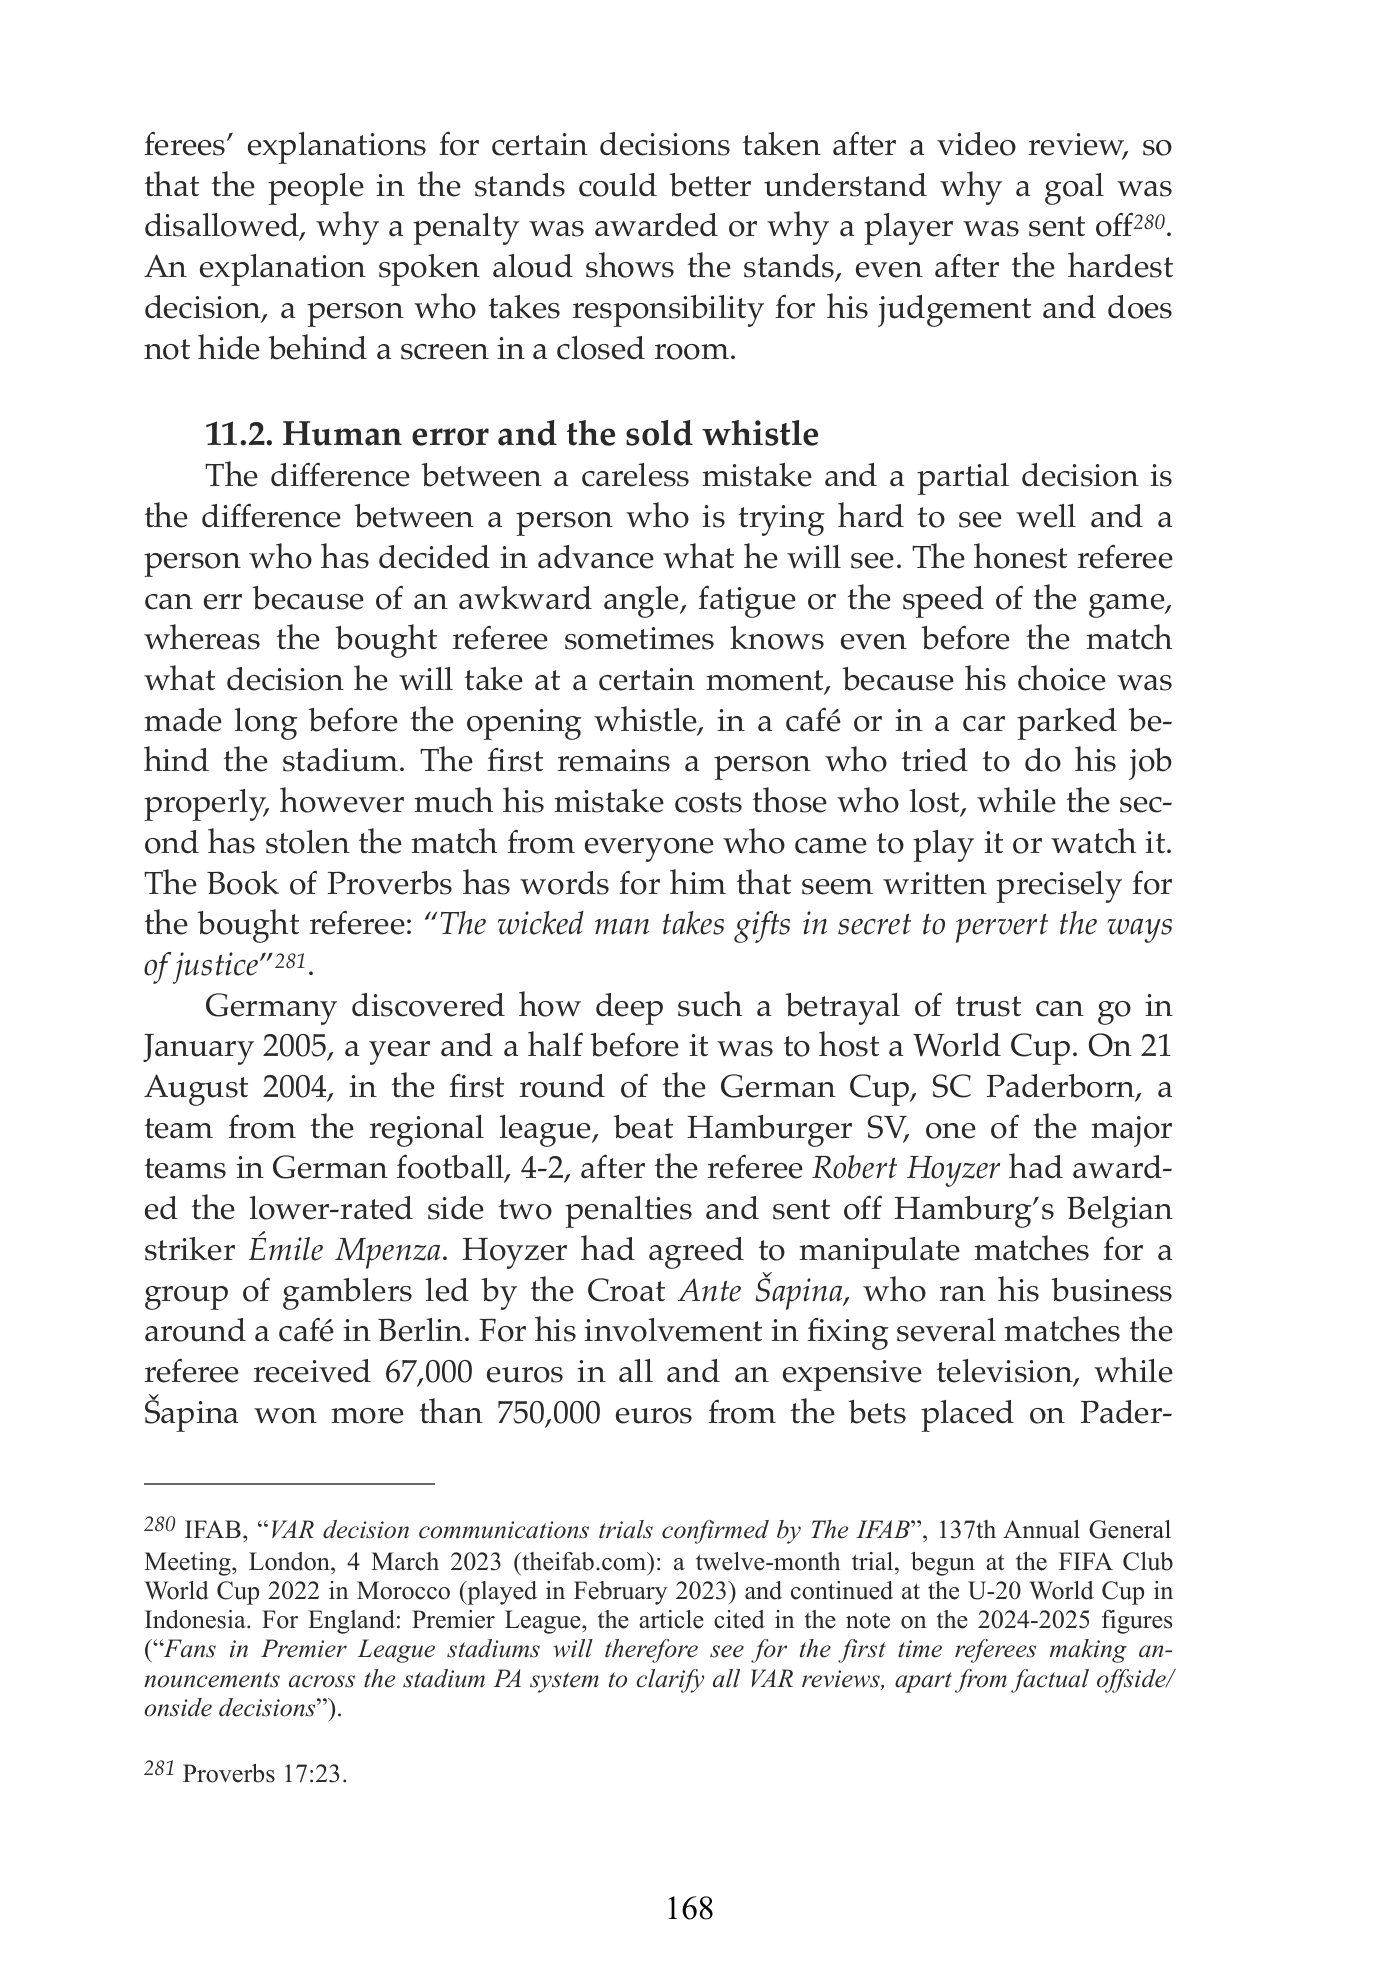 ferees’ explanations for certain decisions taken after a video review, so
that the people in the stands could better understand why a goal was
disallowed, why a penalty was awarded or why a player was sent off280.
An explanation spoken aloud shows the stands, even after the hardest
decision, a person who takes responsibility for his judgement and does
not hide behind a screen in a closed room.
11.2. Human error and the sold whistle
The difference between a careless mistake and a partial decision is
the difference between a person who is trying hard to see well and a
person who has decided in advance what he will see. The honest referee
can err because of an awkward angle, fatigue or the speed of the game,
whereas the bought referee sometimes knows even before the match
what decision he will take at a certain moment, because his choice was
made long before the opening whistle, in a café or in a car parked be-
hind the stadium. The first remains a person who tried to do his job
properly, however much his mistake costs those who lost, while the sec-
ond has stolen the match from everyone who came to play it or watch it.
The Book of Proverbs has words for him that seem written precisely for
the bought referee: “The wicked man takes gifts in secret to pervert the ways
of justice”281.
Germany discovered how deep such a betrayal of trust can go in
January 2005, a year and a half before it was to host a World Cup. On 21
August 2004, in the first round of the German Cup, SC Paderborn, a
team from the regional league, beat Hamburger SV, one of the major
teams in German football, 4-2, after the referee Robert Hoyzer had award-
ed the lower-rated side two penalties and sent off Hamburg’s Belgian
striker Émile Mpenza. Hoyzer had agreed to manipulate matches for a
group of gamblers led by the Croat Ante Šapina, who ran his business
around a café in Berlin. For his involvement in fixing several matches the
referee received 67,000 euros in all and an expensive television, while
Šapina won more than 750,000 euros from the bets placed on Pader-
280 IFAB, “VAR decision communications trials confirmed by The IFAB”, 137th Annual General
Meeting, London, 4 March 2023 (theifab.com): a twelve-month trial, begun at the FIFA Club
World Cup 2022 in Morocco (played in February 2023) and continued at the U-20 World Cup in
Indonesia. For England: Premier League, the article cited in the note on the 2024-2025 figures
(“Fans in Premier League stadiums will therefore see for the first time referees making an-
nouncements across the stadium PA system to clarify all VAR reviews, apart from factual offside/
onside decisions”).
281 Proverbs 17:23.
168